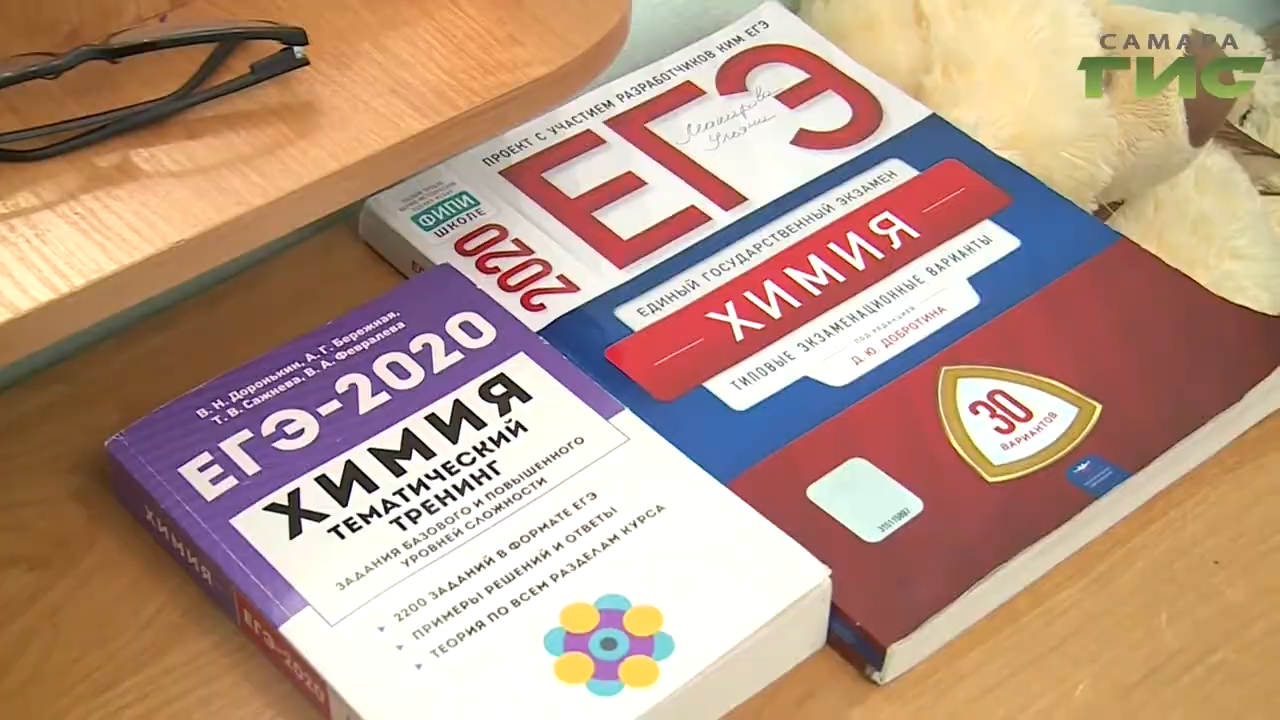 САМАРА
ГИС
ПРОЕКТ С УЧАСТИЕМ РАЗРАБОТЧИКОВ КИМ ЕГЭ
ЕГЭ
ФИПИ
ШКОЛЕ
2020
ЕДИНЫЙ ГОСУДАРСТВЕННЫЙ ЭКЗАМЕН
ХИМИЯ
ТИПОВЫЕ ЭКЗАМЕНАЦИОННЫЕ ВАРИАНТЫ
ПОД РЕДАКЦИЕЙ
Д. Ю. ДОБРОТИНА
30
ВАРИАНТОВ
В. Н. Доронькин, А. Г. Бережная,
Т. В. Сажнева, В. А. Февралева
ЕГЭ-2020
ХИМИЯ
ТЕМАТИЧЕСКИЙ
ТРЕНИНГ
ЗАДАНИЯ БАЗОВОГО И ПОВЫШЕННОГО
УРОВНЕЙ СЛОЖНОСТИ
2200 ЗАДАНИЙ В ФОРМАТЕ ЕГЭ
ПРИМЕРЫ РЕШЕНИЙ И ОТВЕТЫ
ТЕОРИЯ ПО ВСЕМ РАЗДЕЛАМ КУРСА
ХИМИЯ
ЕГЭ-2020